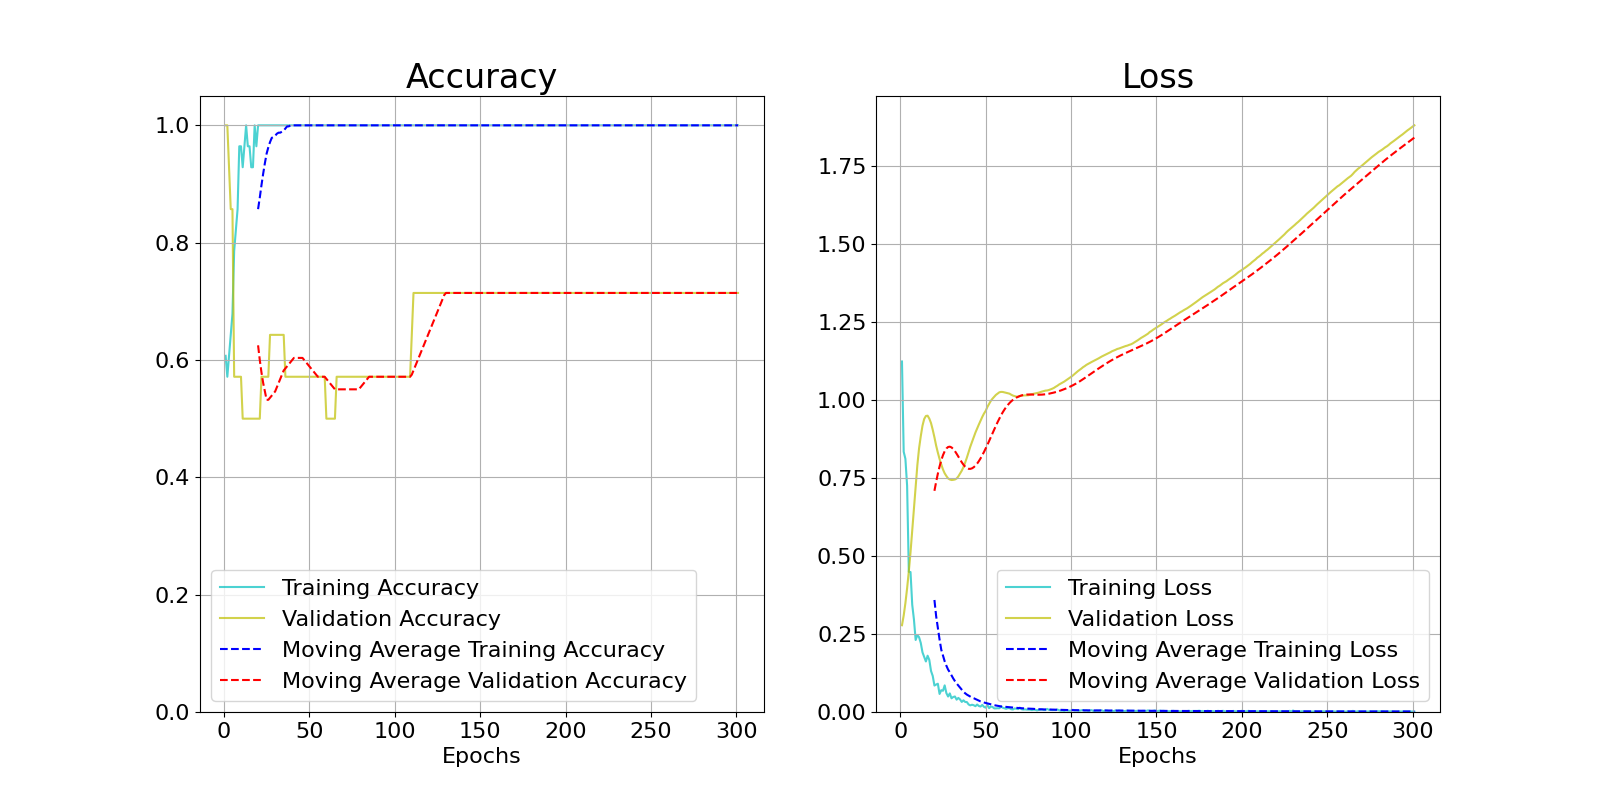 Accuracy
1.0
0.8
0.6
0.4
0.2
0.0
Training Accuracy
Validation Accuracy
Moving Average Training Accuracy
Moving Average Validation Accuracy
0 50 100 150 200 250 300
Epochs
Loss
1.75
1.50
1.25
1.00
0.75
0.50
0.25
0.00
Training Loss
Validation Loss
Moving Average Training Loss
Moving Average Validation Loss
0 50 100 150 200 250 300
Epochs